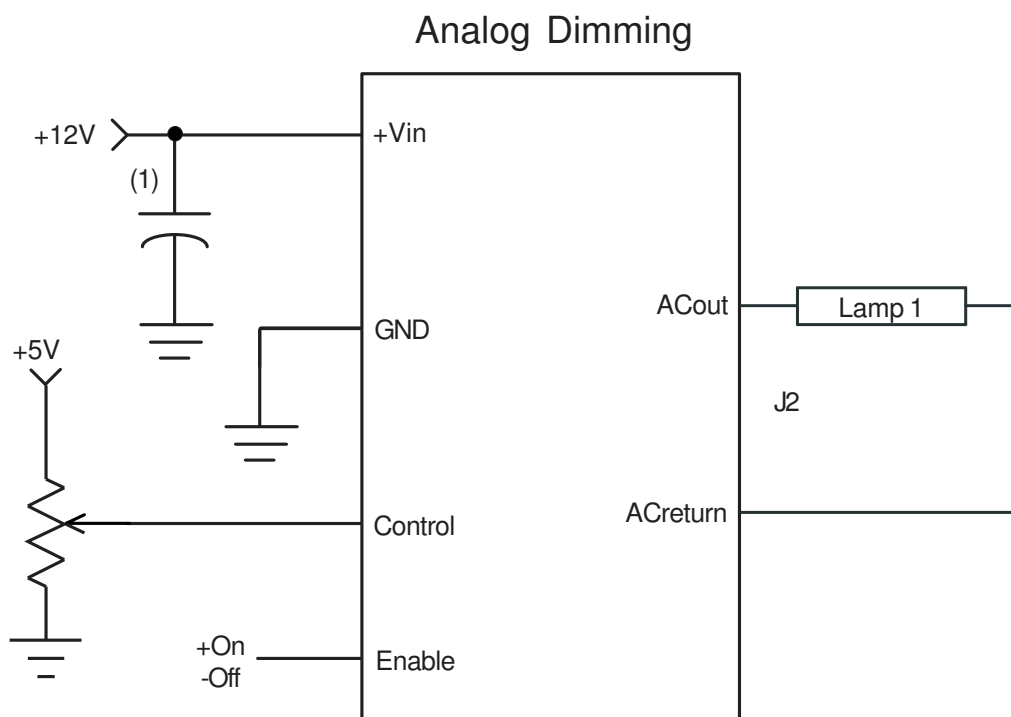 Analog Dimming
+12V
+Vin
(1)
ACout
Lamp 1
GND
+5V
J2
ACreturn
Control
+On
-Off
Enable